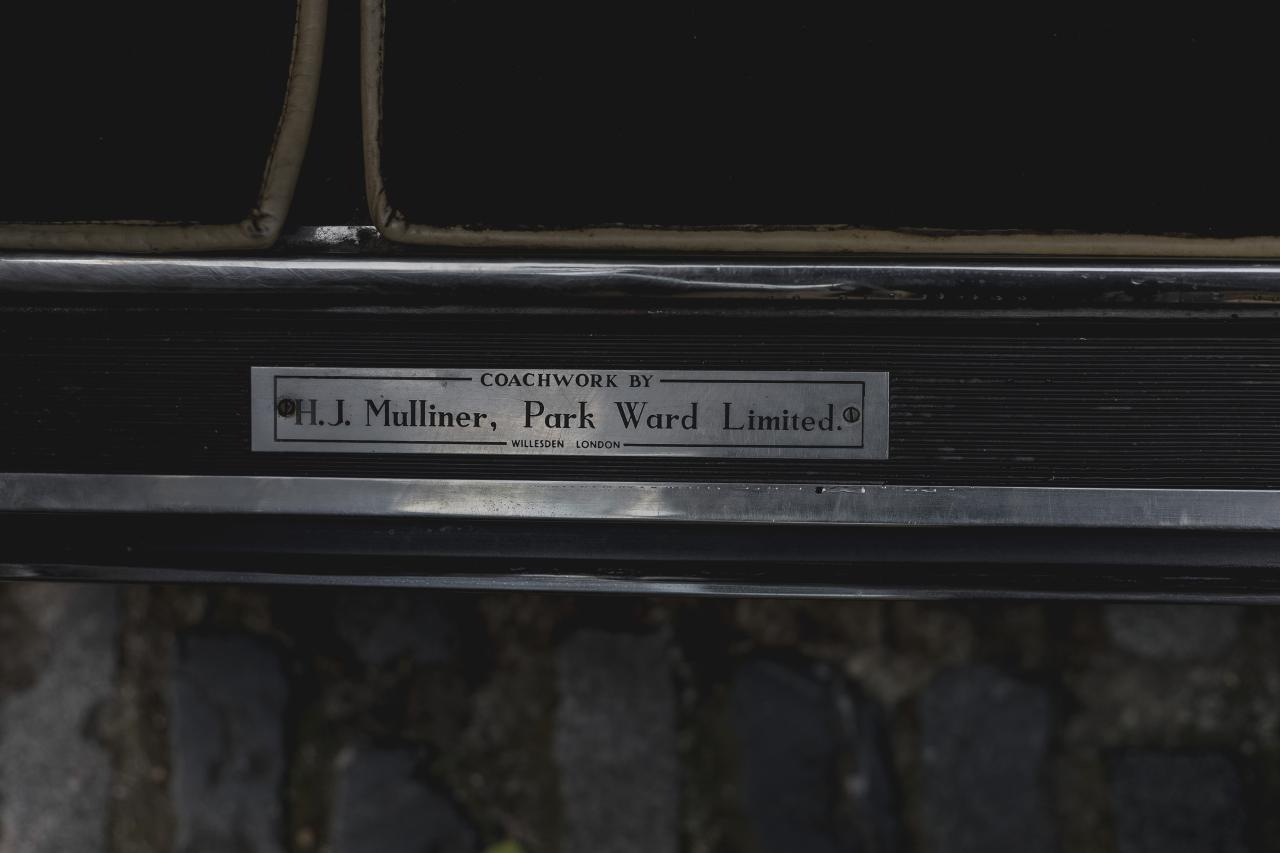 COACHWORK BY
H.J. Mulliner, Park Ward Limited.
WILLESDEN LONDON